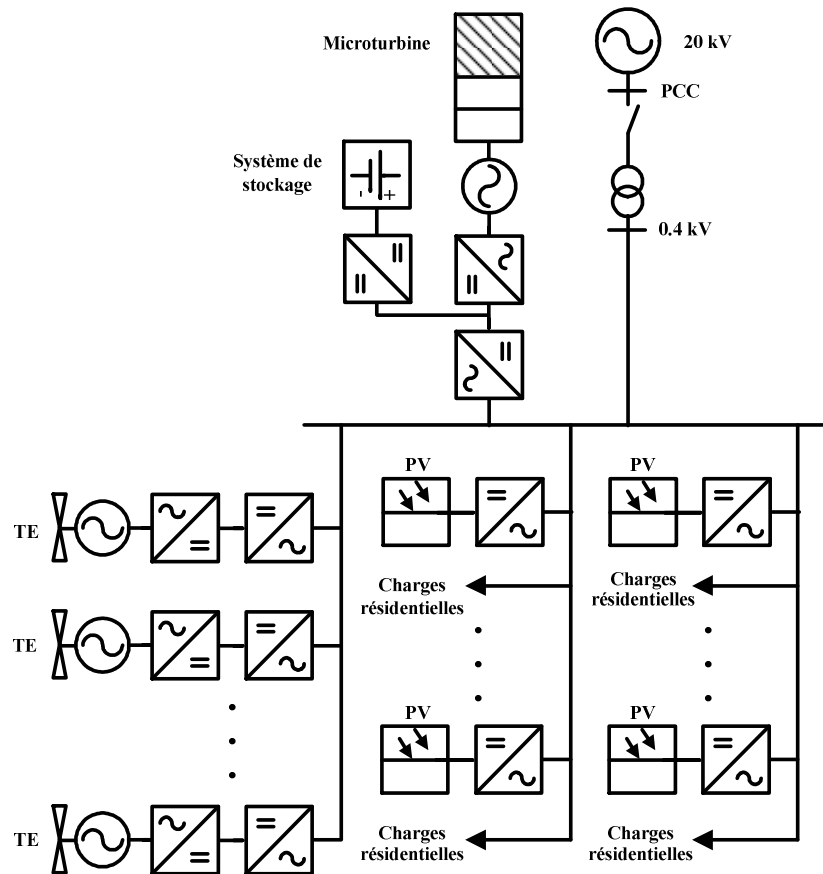 Microturbine
20 kV
PCC
Système de
stockage
- +
0.4 kV
PV
PV
TE
Charges
résidentielles
Charges
résidentielles
TE
PV
PV
TE
Charges
résidentielles
Charges
résidentielles